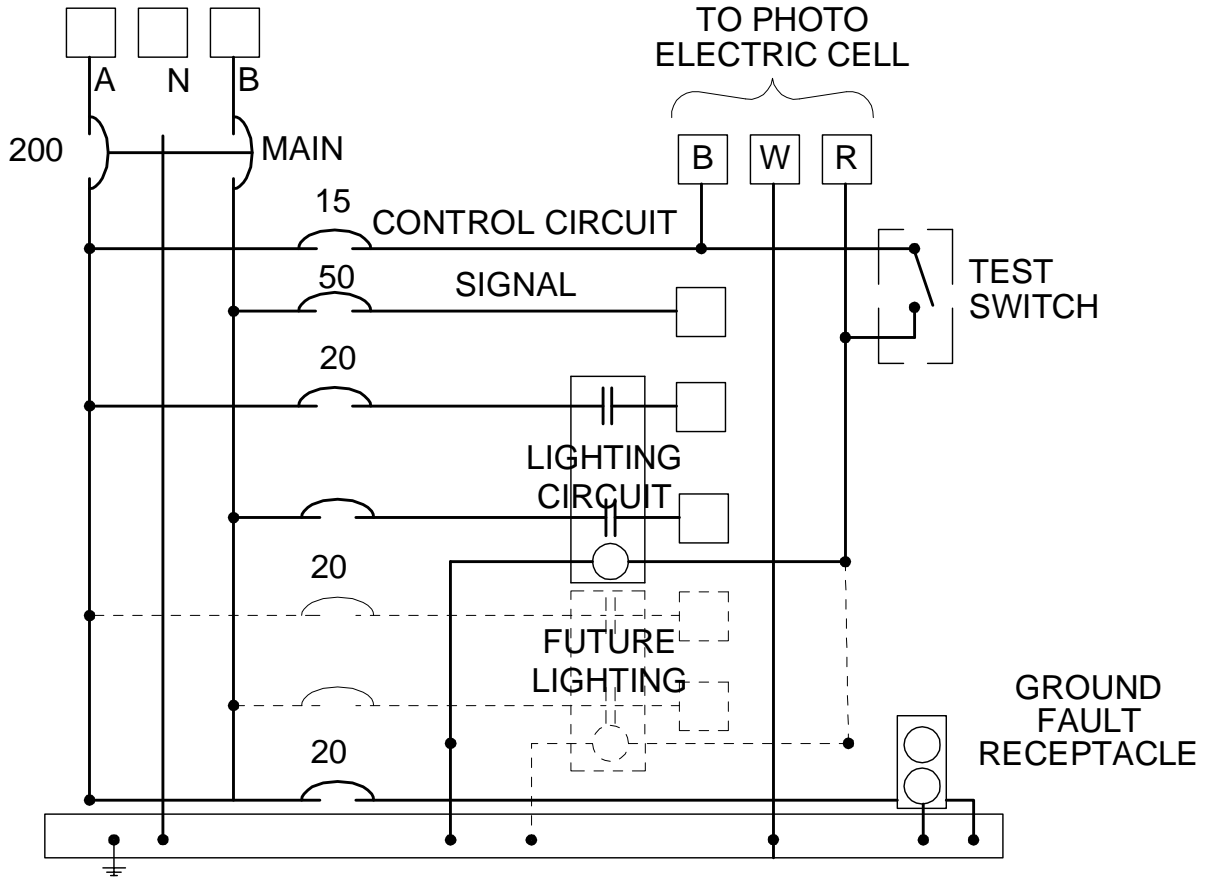 TO PHOTO
ELECTRIC CELL
A N B
200 MAIN
B W R
15
CONTROL CIRCUIT
50
SIGNAL
TEST
SWITCH
20
LIGHTING
CIRCUIT
20
FUTURE
LIGHTING
20
GROUND
FAULT
RECEPTACLE